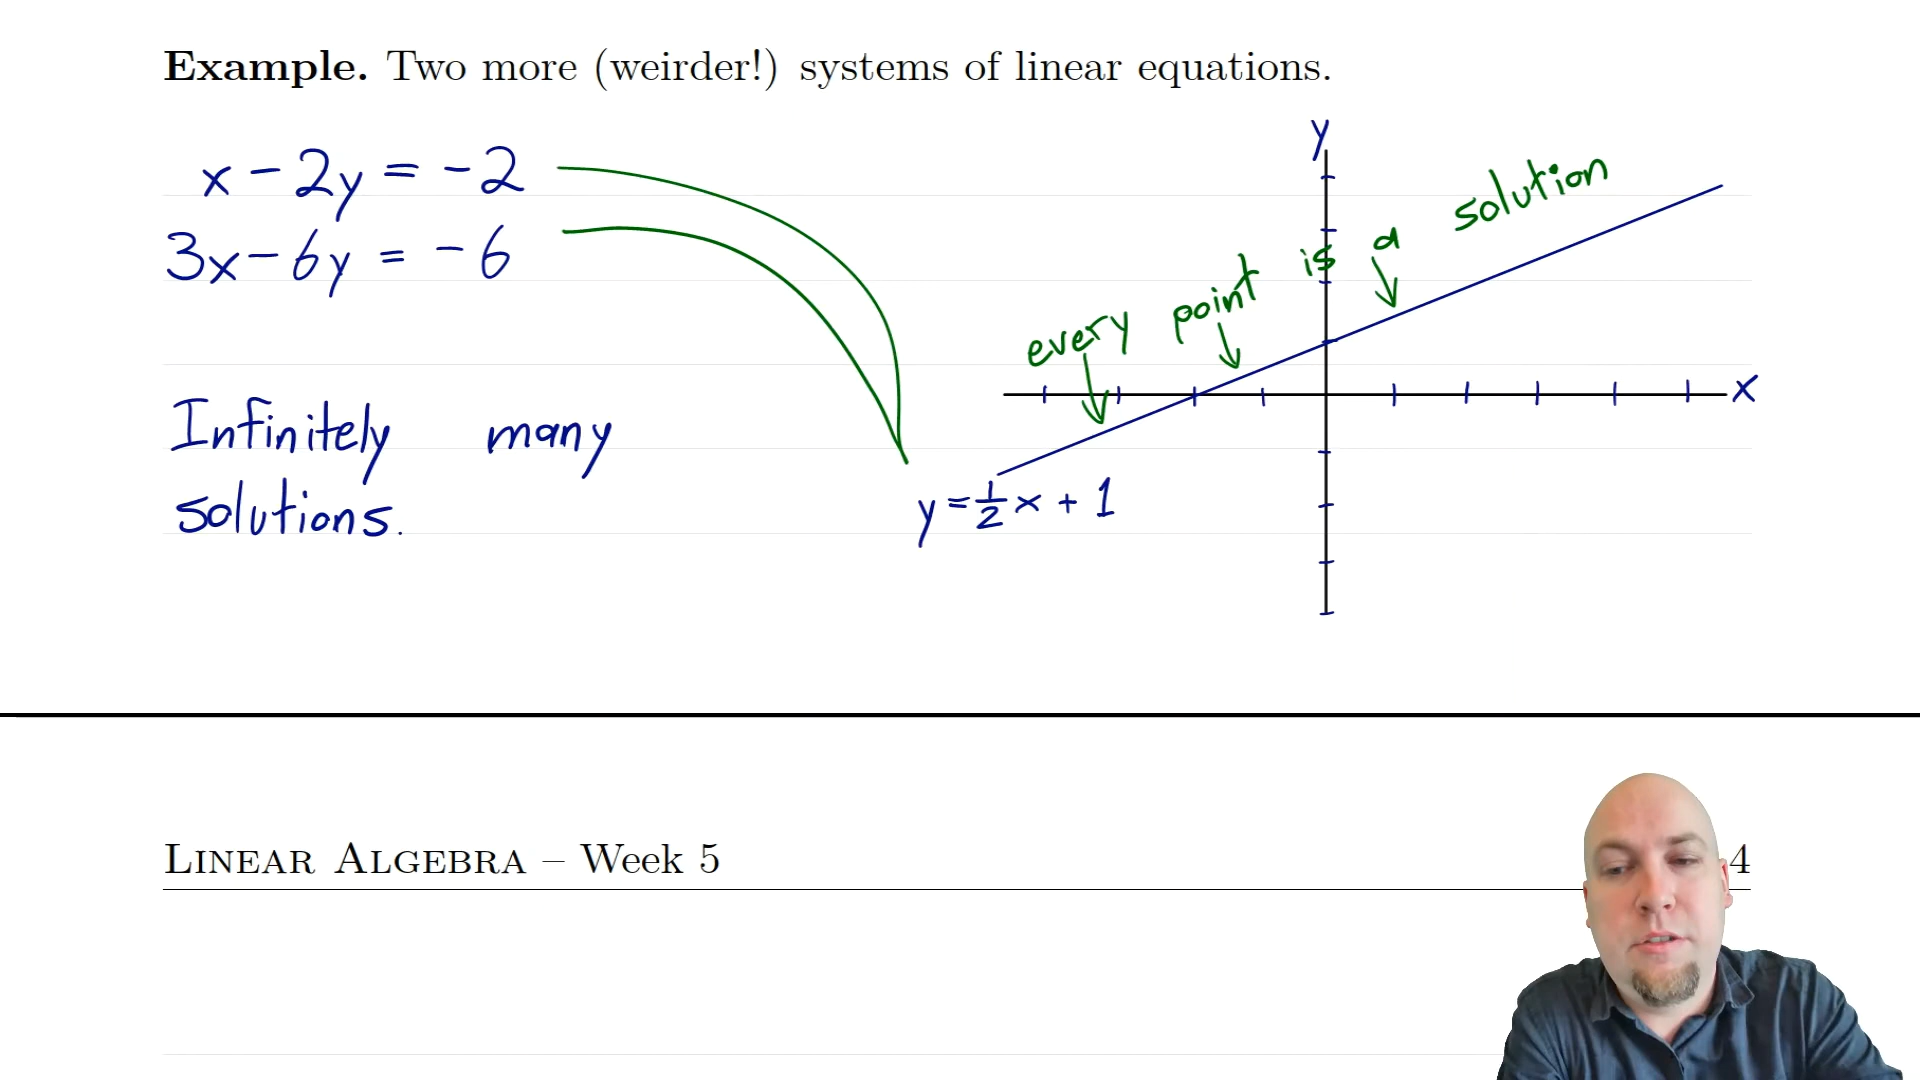 Example. Two more (weirder!) systems of linear equations.
x - 2y = -2
3x - 6y = -6
Infinitely many
solutions.
y
every point is a solution
x
y = 1/2 x + 1
LINEAR ALGEBRA – Week 5
4